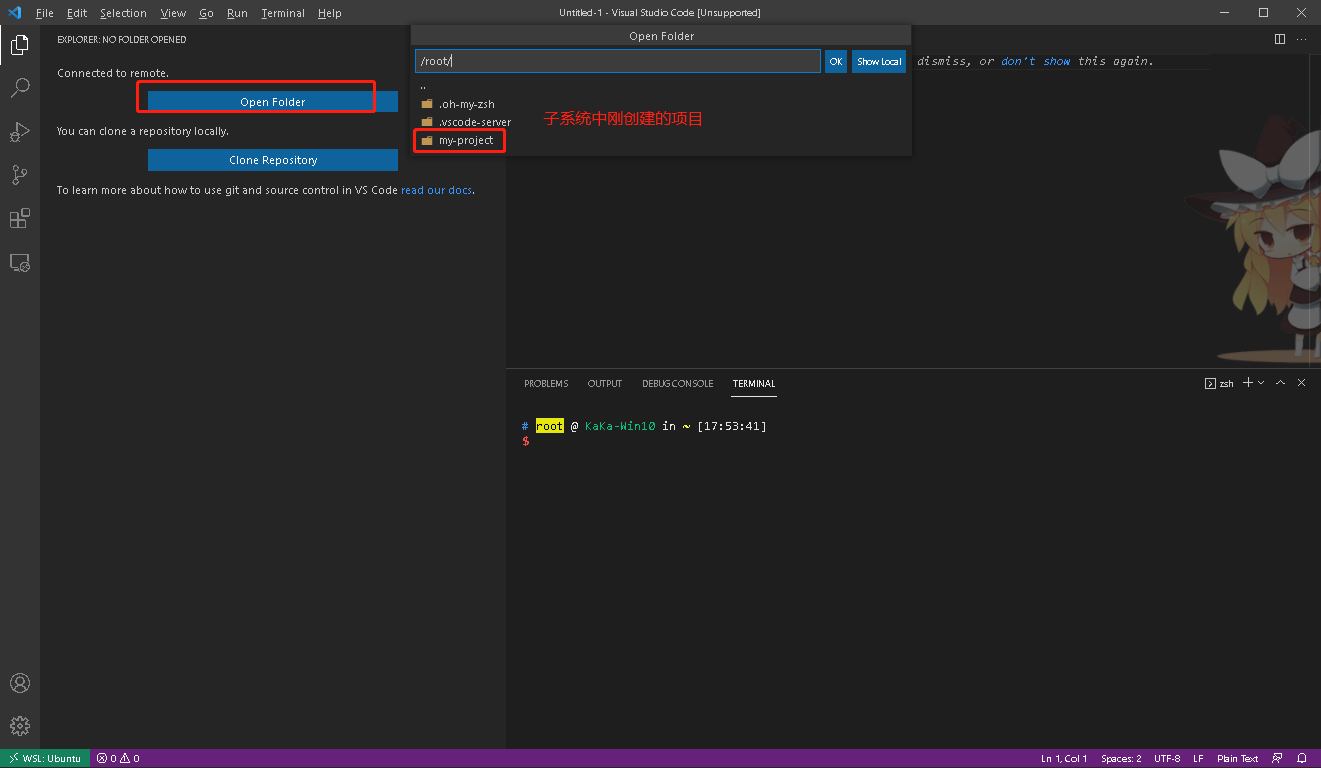 File Edit Selection View Go Run Terminal Help
Untitled-1 - Visual Studio Code [Unsupported]
EXPLORER: NO FOLDER OPENED
Connected to remote.
Open Folder
You can clone a repository locally.
Clone Repository
To learn more about how to use git and source control in VS Code read our docs.
Open Folder
/root/
OK
Show Local
..
.oh-my-zsh
.vscode-server
my-project
子系统中刚创建的项目
dismiss, or don't show this again.
PROBLEMS OUTPUT DEBUG CONSOLE TERMINAL
zsh
# root @ KaKa-Win10 in ~ [17:53:41]
$
WSL: Ubuntu 0 0
Ln 1, Col 1 Spaces: 2 UTF-8 LF Plain Text